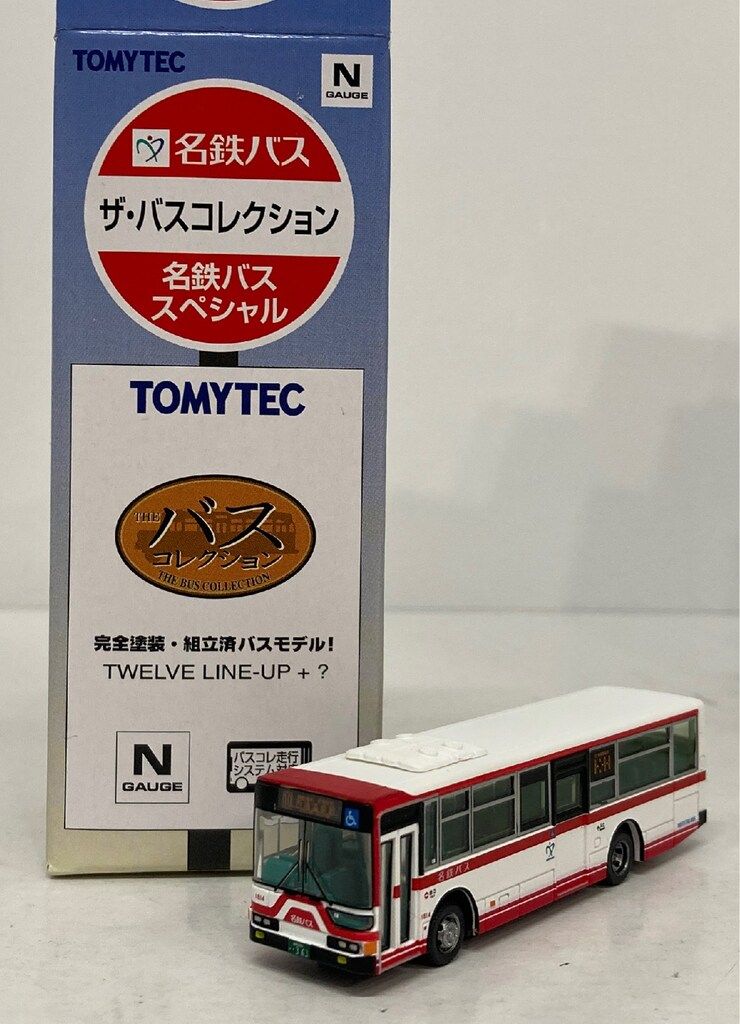 TOMYTEC
N
GAUGE
名鉄バス
ザ・バスコレクション
名鉄バス
スペシャル
TOMYTEC
THE バス
コレクション
THE BUS COLLECTION
完全塗装・組立済バスモデル!
TWELVE LINE-UP + ?
N
GAUGE
バスコレ走行
システム対
名鉄バス
1814
名鉄バス
1814